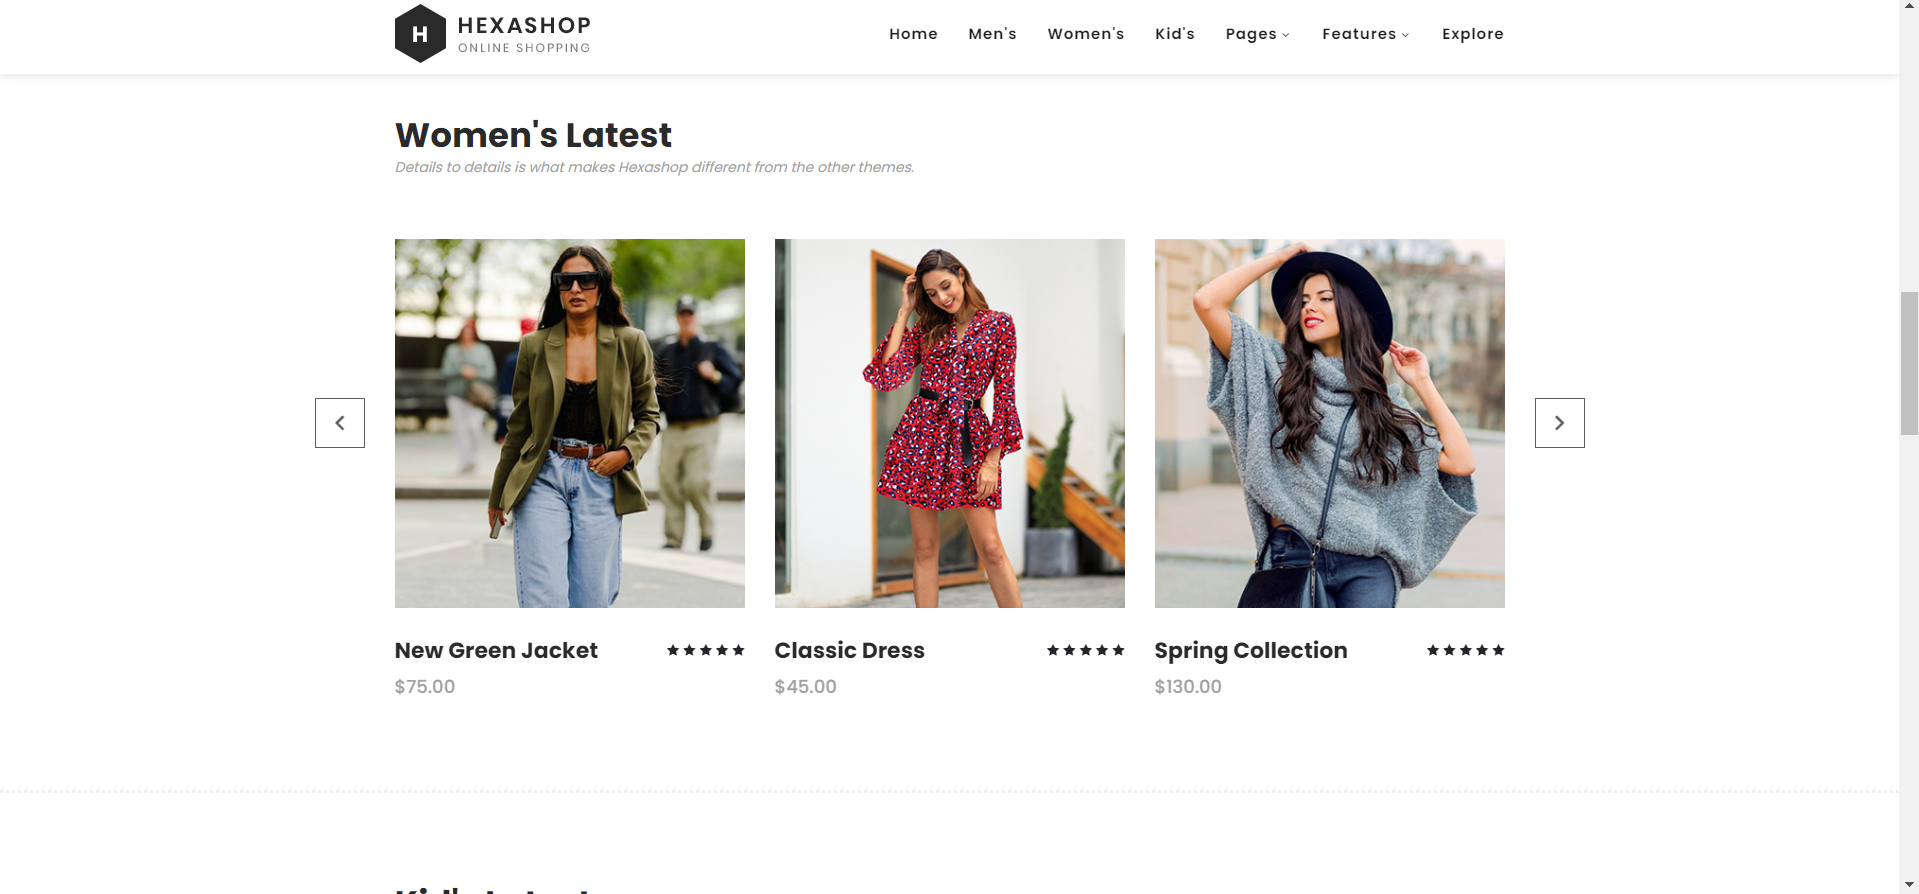 H
HEXASHOP
ONLINE SHOPPING
Home Men's Women's Kid's Pages Features Explore
Women's Latest
Details to details is what makes Hexashop different from the other themes.
New Green Jacket
$75.00
Classic Dress
$45.00
Spring Collection
$130.00